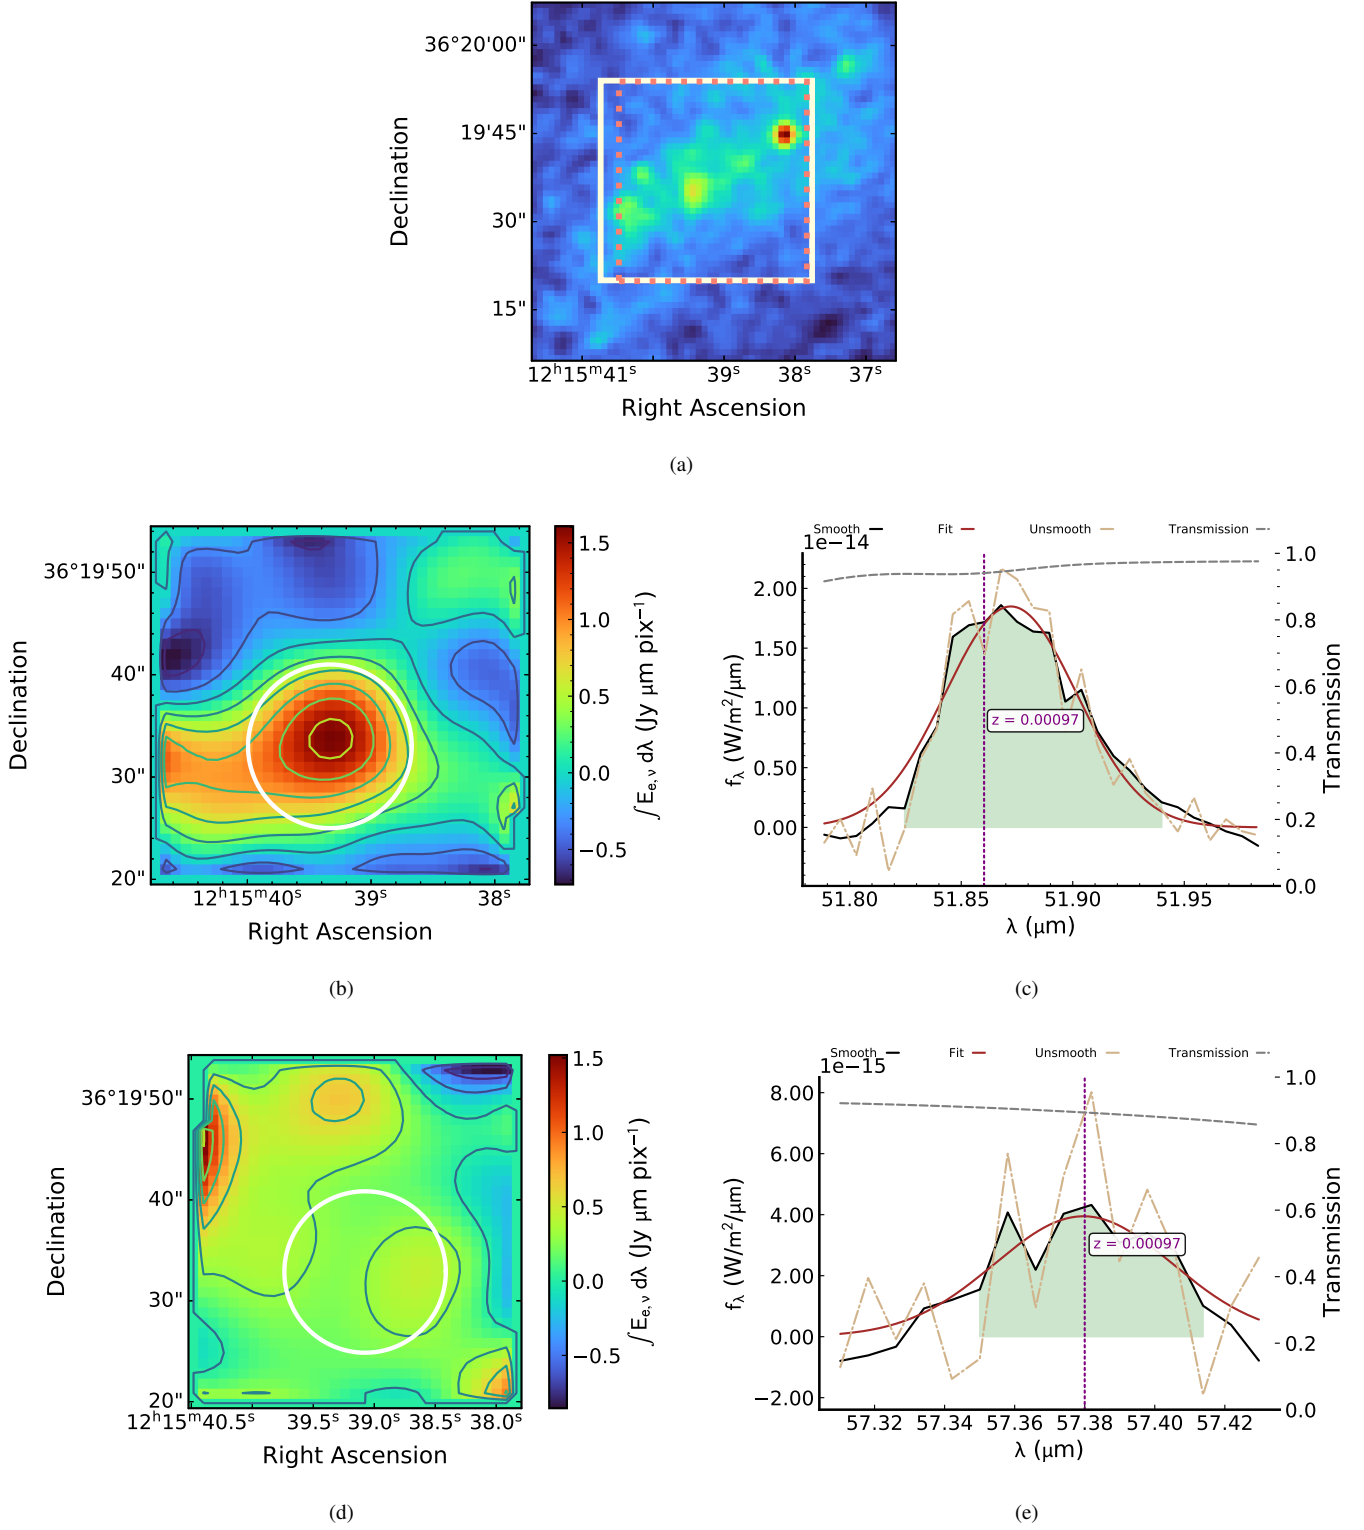 36°20'00"
19'45"
30"
15"
Declination
12ʰ15ᵐ41ˢ 39ˢ 38ˢ 37ˢ
Right Ascension
(a)
36°19'50"
40"
30"
20"
Declination
12ʰ15ᵐ40ˢ 39ˢ 38ˢ
Right Ascension
1.5
1.0
0.5
0.0
−0.5
∫E_{e,ν} dλ (Jy μm pix⁻¹)
(b)
Smooth Fit Unsmooth Transmission
1e−14
2.00
1.50
1.00
0.50
0.00
f_λ (W/m²/μm)
z = 0.00097
1.0
0.8
0.6
0.4
0.2
0.0
Transmission
51.80 51.85 51.90 51.95
λ (μm)
(c)
36°19'50"
40"
30"
20"
Declination
12ʰ15ᵐ40.5ˢ 39.5ˢ 39.0ˢ 38.5ˢ 38.0ˢ
Right Ascension
1.5
1.0
0.5
0.0
−0.5
∫E_{e,ν} dλ (Jy μm pix⁻¹)
(d)
Smooth Fit Unsmooth Transmission
1e−15
8.00
6.00
4.00
2.00
0.00
−2.00
f_λ (W/m²/μm)
z = 0.00097
1.0
0.8
0.6
0.4
0.2
0.0
Transmission
57.32 57.34 57.36 57.38 57.40 57.42
λ (μm)
(e)